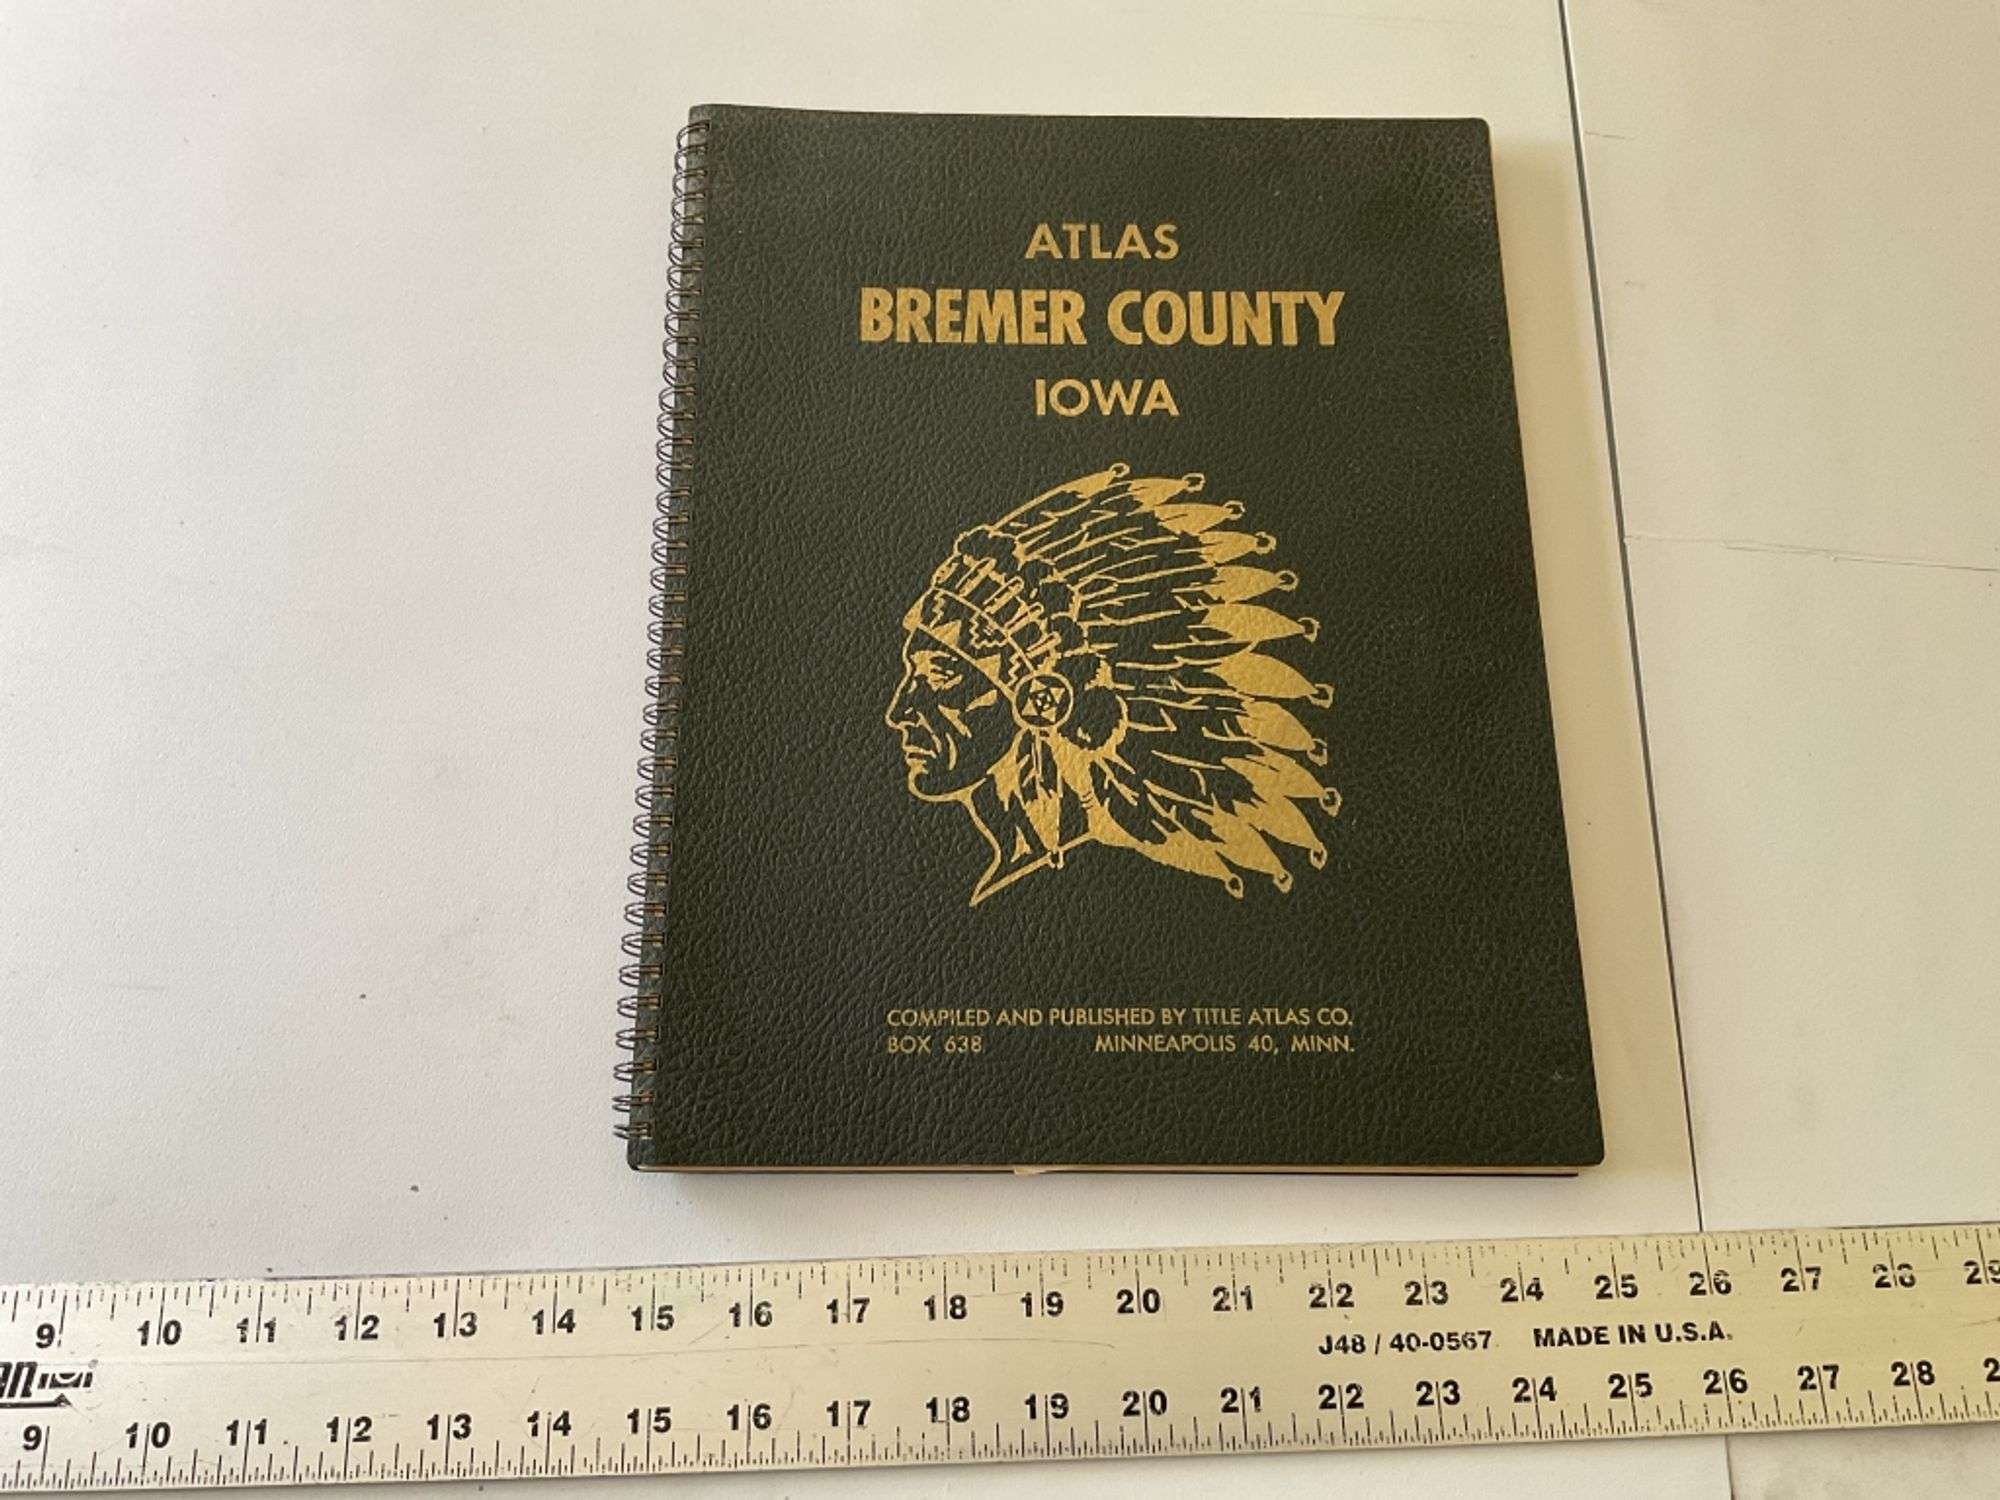 ATLAS
BREMER COUNTY
IOWA
COMPILED AND PUBLISHED BY TITLE ATLAS CO.
BOX 638 MINNEAPOLIS 40, MINN.
9 10 11 12 13 14 15 16 17 18 19 20 21 22 23 24 25 26 27 28 29
J48 / 40-0567 MADE IN U.S.A.
9 10 11 12 13 14 15 16 17 18 19 20 21 22 23 24 25 26 27 28